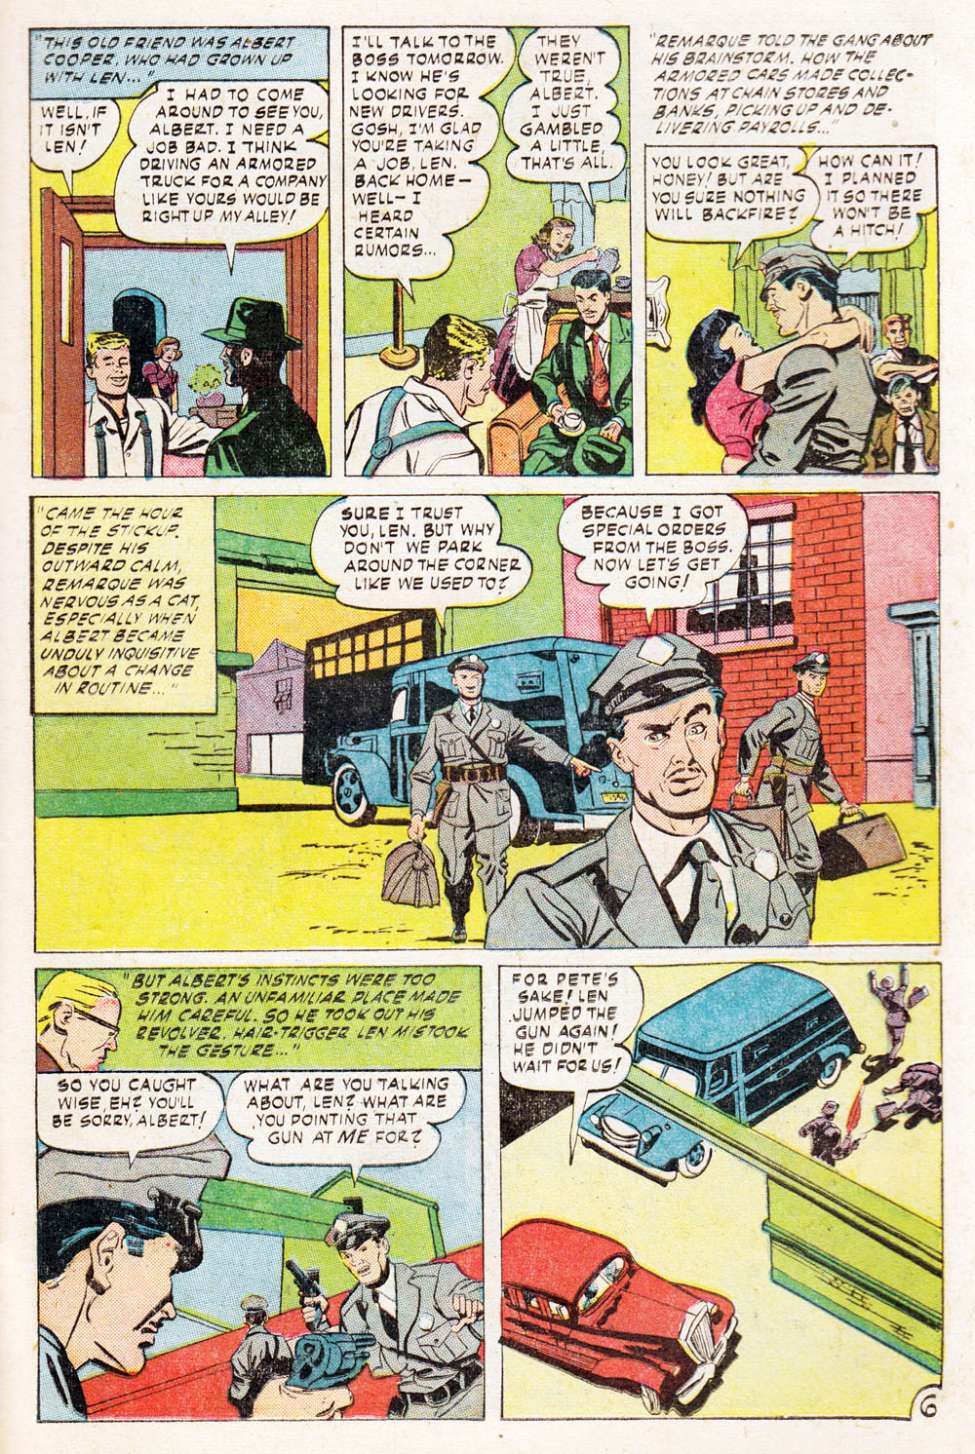 "THIS OLD FRIEND WAS ALBERT
COOPER, WHO HAD GROWN UP
WITH LEN..."
WELL, IF
IT ISN'T
LEN!
I HAD TO COME
AROUND TO SEE YOU,
ALBERT. I NEED A
JOB BAD. I THINK
DRIVING AN ARMORED
TRUCK FOR A COMPANY
LIKE YOURS WOULD BE
RIGHT UP MY ALLEY!
I'LL TALK TO THE
BOSS TOMORROW.
I KNOW HE'S
LOOKING FOR
NEW DRIVERS.
GOSH, I'M GLAD
YOU'RE TAKING
A JOB, LEN.
BACK HOME—
WELL—I
HEARD
CERTAIN
RUMORS...
THEY
WEREN'T
TRUE,
ALBERT.
I JUST
GAMBLED
A LITTLE,
THAT'S ALL.
"REMARQUE TOLD THE GANG ABOUT
HIS BRAINSTORM. HOW THE
ARMORED CARS MADE COLLEC-
TIONS AT CHAIN STORES AND
BANKS, PICKING UP AND DE-
LIVERING PAYROLLS..."
YOU LOOK GREAT,
HONEY! BUT ARE
YOU SURE NOTHING
WILL BACKFIRE?
HOW CAN IT!
I PLANNED
IT SO THERE
WON'T BE
A HITCH!
"CAME THE HOUR
OF THE STICKUP.
DESPITE HIS
OUTWARD CALM,
REMARQUE WAS
NERVOUS AS A CAT,
ESPECIALLY WHEN
ALBERT BECAME
UNDULY INQUISITIVE
ABOUT A CHANGE
IN ROUTINE..."
SURE I TRUST
YOU, LEN. BUT WHY
DON'T WE PARK
AROUND THE CORNER
LIKE WE USED TO?
BECAUSE I GOT
SPECIAL ORDERS
FROM THE BOSS.
NOW LET'S GET
GOING!
"BUT ALBERT'S INSTINCTS WERE TOO
STRONG. AN UNFAMILIAR PLACE MADE
HIM CAREFUL. SO HE TOOK OUT HIS
REVOLVER. HAIR-TRIGGER LEN MISTOOK
THE GESTURE..."
SO YOU CAUGHT
WISE, EH? YOU'LL
BE SORRY, ALBERT!
WHAT ARE YOU TALKING
ABOUT, LEN? WHAT ARE
YOU POINTING THAT
GUN AT ME FOR?
FOR PETE'S
SAKE! LEN
JUMPED THE
GUN AGAIN!
HE DIDN'T
WAIT FOR US!
6